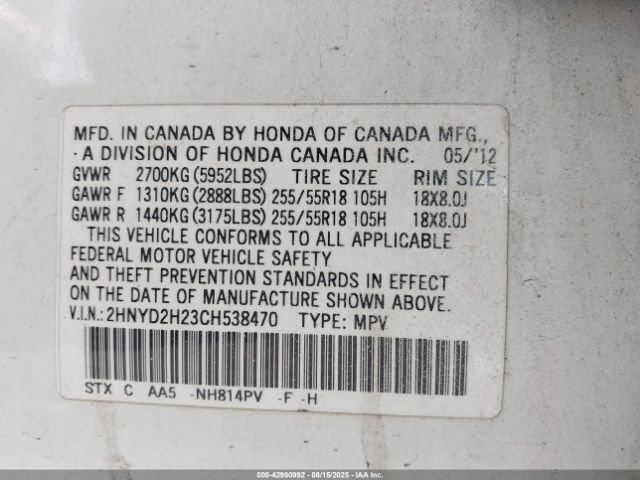 MFD. IN CANADA BY HONDA OF CANADA MFG.,
·A DIVISION OF HONDA CANADA INC. 05/'12
GVWR 2700KG(5952LBS) TIRE SIZE RIM SIZE
GAWR F 1310KG(2888LBS) 255/55R18 105H 18X8.0J
GAWR R 1440KG(3175LBS) 255/55R18 105H 18X8.0J
THIS VEHICLE CONFORMS TO ALL APPLICABLE
FEDERAL MOTOR VEHICLE SAFETY
AND THEFT PREVENTION STANDARDS IN EFFECT
ON THE DATE OF MANUFACTURE SHOWN ABOVE.
V.I.N.:2HNYD2H23CH538470 TYPE: MPV
STX C AA5 -NH814PV -F -H
000-42980992 - 08/15/2025 - Property of IAA